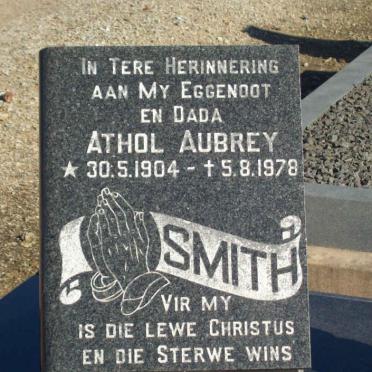 In Tere Herinnering
aan My Eggenoot
en Dada
Athol Aubrey
★ 30.5.1904 - † 5.8.1978
SMITH
Vir my
is die lewe Christus
en die Sterwe wins